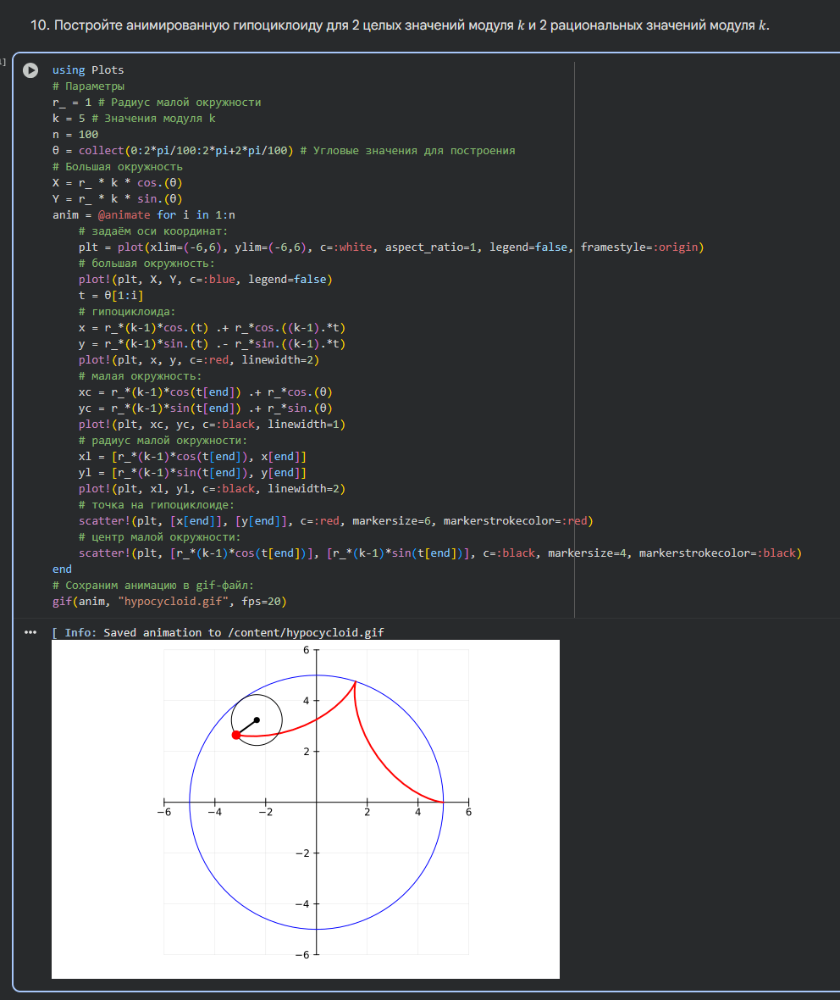 10. Постройте анимированную гипоциклоиду для 2 целых значений модуля k и 2 рациональных значений модуля k.
]
using Plots
# Параметры
r_ = 1 # Радиус малой окружности
k = 5 # Значения модуля k
n = 100
θ = collect(0:2*pi/100:2*pi+2*pi/100) # Угловые значения для построения
# Большая окружность
X = r_ * k * cos.(θ)
Y = r_ * k * sin.(θ)
anim = @animate for i in 1:n
    # задаём оси координат:
    plt = plot(xlim=(-6,6), ylim=(-6,6), c=:white, aspect_ratio=1, legend=false, framestyle=:origin)
    # большая окружность:
    plot!(plt, X, Y, c=:blue, legend=false)
    t = θ[1:i]
    # гипоциклоида:
    x = r_*(k-1)*cos.(t) .+ r_*cos.((k-1).*t)
    y = r_*(k-1)*sin.(t) .- r_*sin.((k-1).*t)
    plot!(plt, x, y, c=:red, linewidth=2)
    # малая окружность:
    xc = r_*(k-1)*cos(t[end]) .+ r_*cos.(θ)
    yc = r_*(k-1)*sin(t[end]) .+ r_*sin.(θ)
    plot!(plt, xc, yc, c=:black, linewidth=1)
    # радиус малой окружности:
    xl = [r_*(k-1)*cos(t[end]), x[end]]
    yl = [r_*(k-1)*sin(t[end]), y[end]]
    plot!(plt, xl, yl, c=:black, linewidth=2)
    # точка на гипоциклоиде:
    scatter!(plt, [x[end]], [y[end]], c=:red, markersize=6, markerstrokecolor=:red)
    # центр малой окружности:
    scatter!(plt, [r_*(k-1)*cos(t[end])], [r_*(k-1)*sin(t[end])], c=:black, markersize=4, markerstrokecolor=:black)
end
# Сохраним анимацию в gif-файл:
gif(anim, "hypocycloid.gif", fps=20)
[ Info: Saved animation to /content/hypocycloid.gif
6
4
2
−6 −4 −2 2 4 6
−2
−4
−6